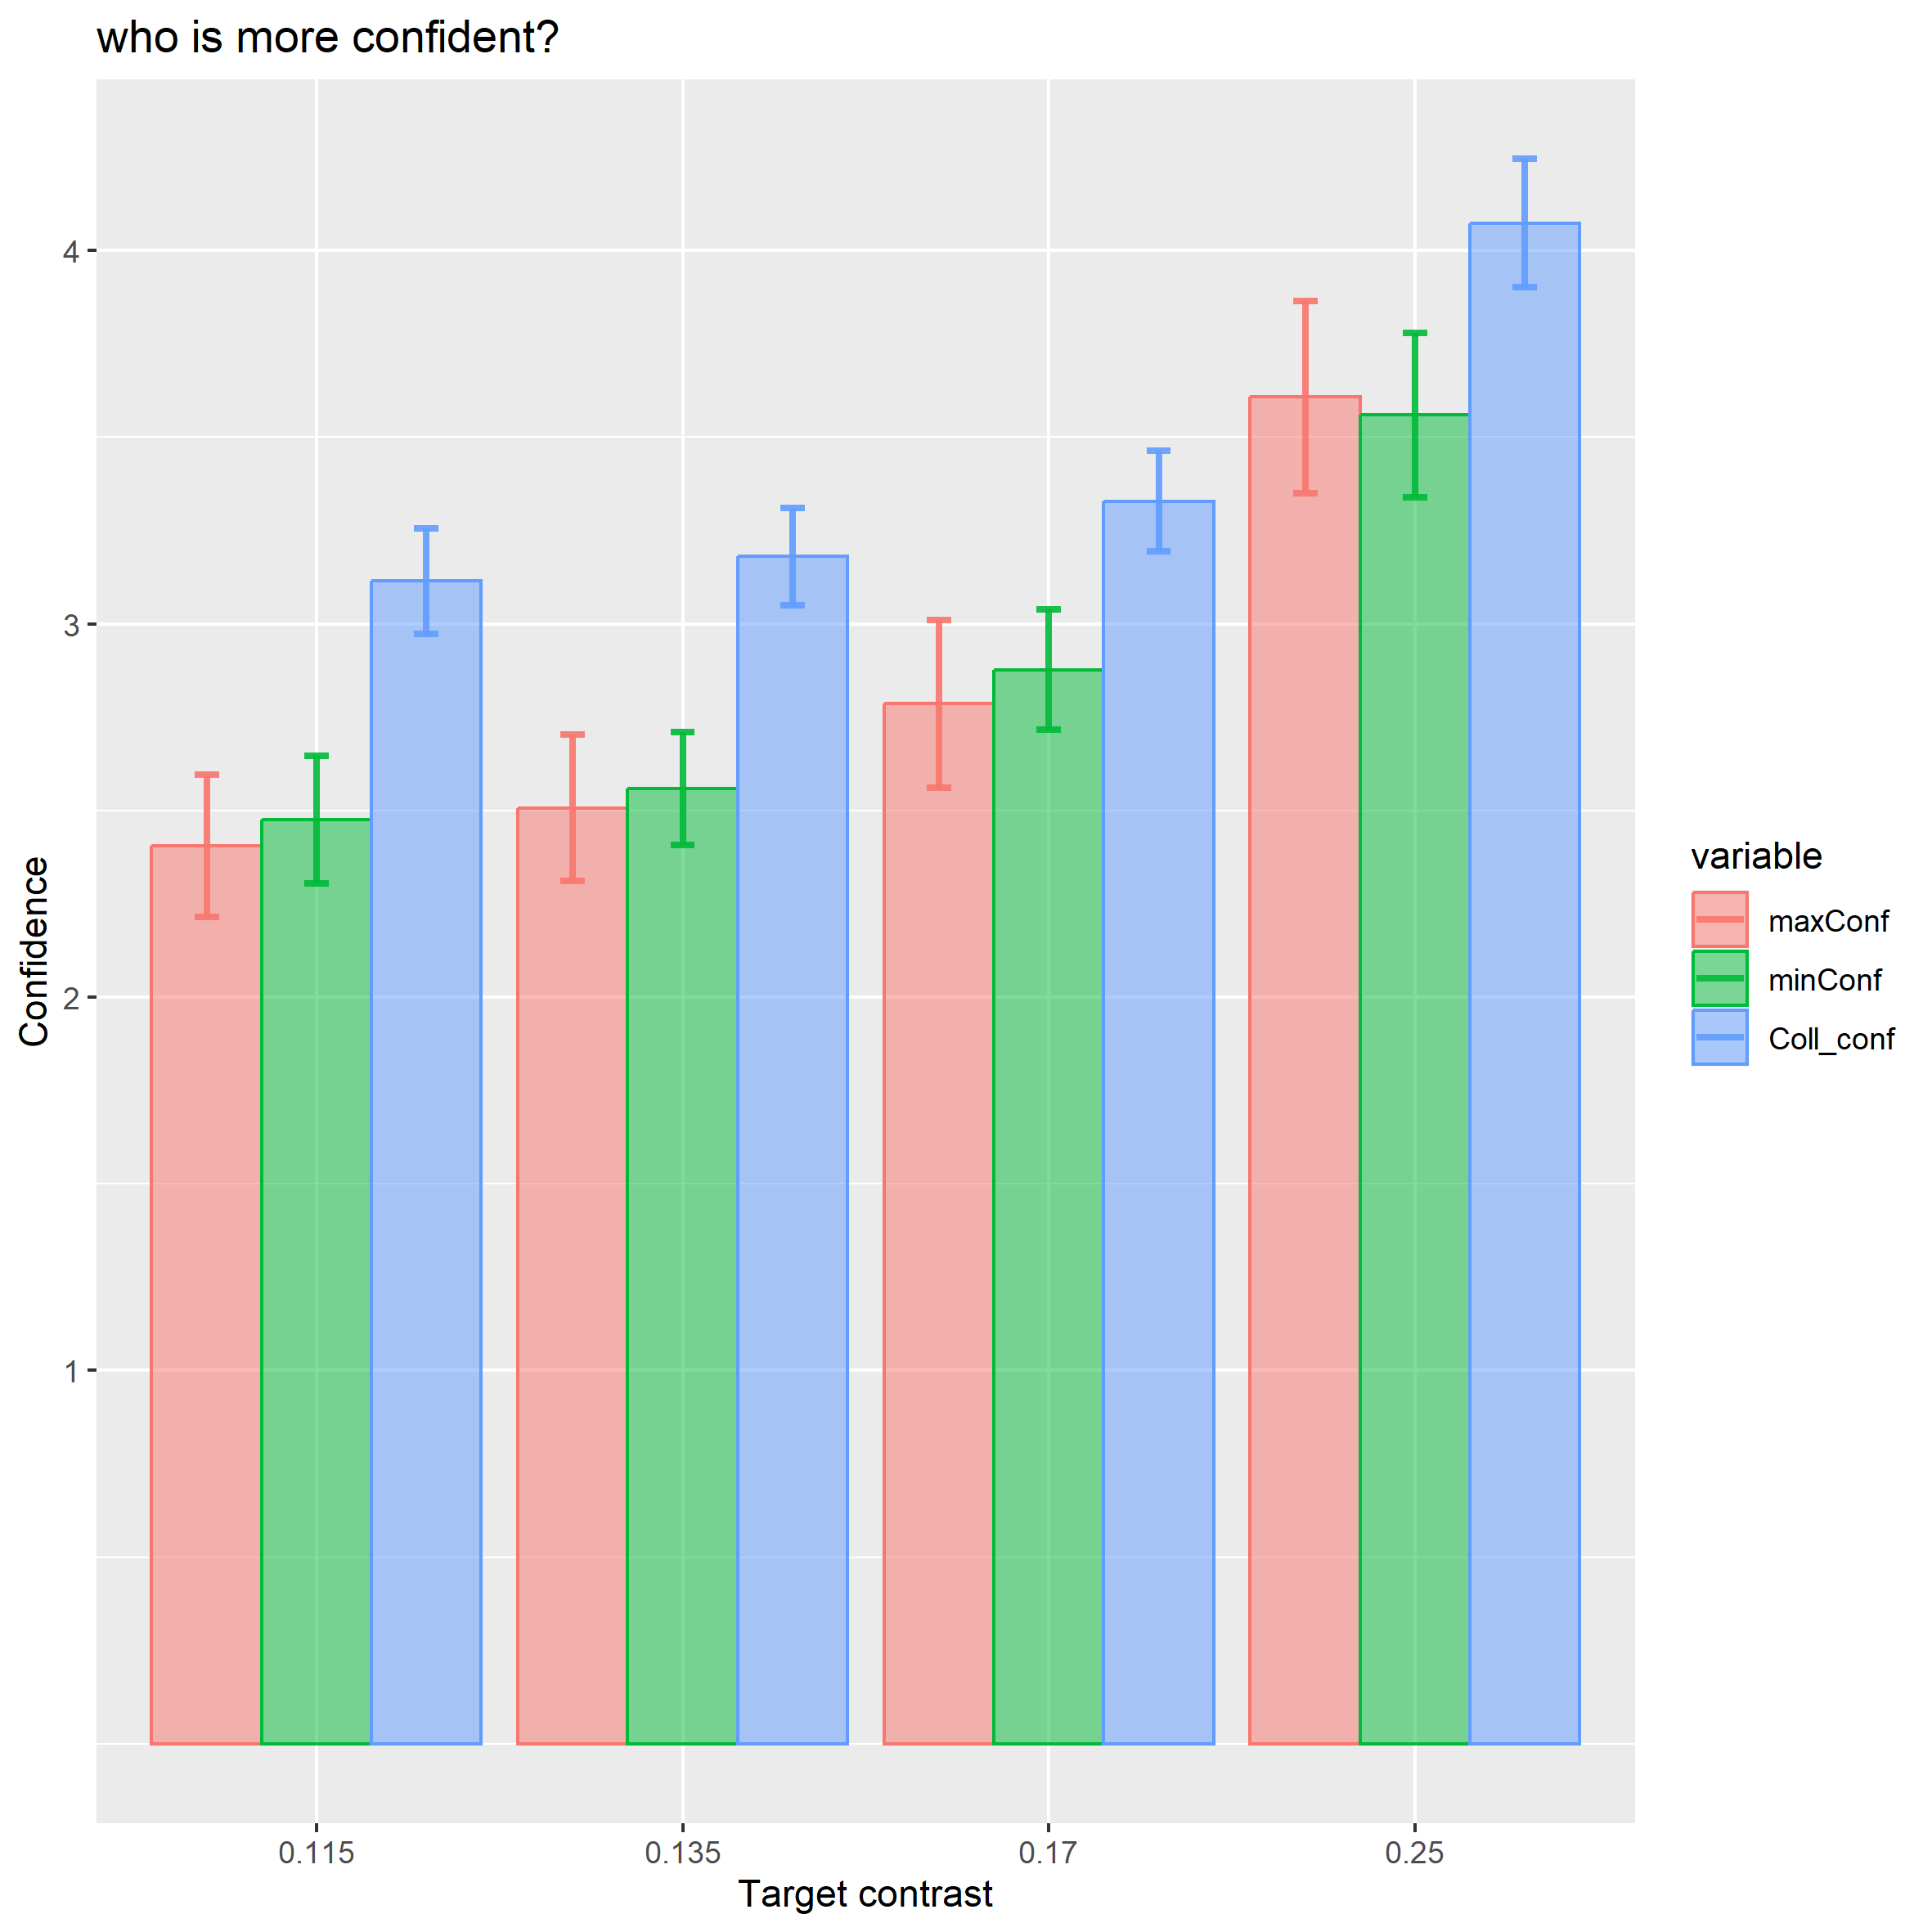 who is more confident?
Confidence
4
3
2
1
0.115 0.135 0.17 0.25
Target contrast
variable
maxConf
minConf
Coll_conf